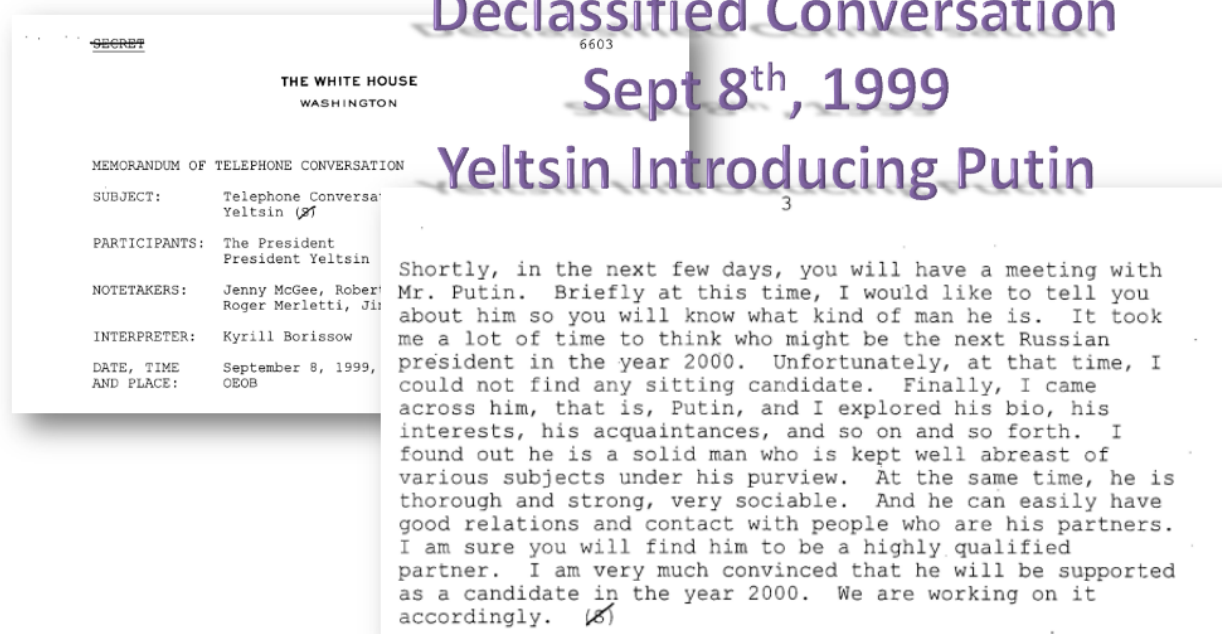 Declassified Conversation
Sept 8th, 1999
Yeltsin Introducing Putin
SECRET
6603
THE WHITE HOUSE
WASHINGTON
MEMORANDUM OF TELEPHONE CONVERSATION
SUBJECT: Telephone Conversa
Yeltsin (S)
PARTICIPANTS: The President
President Yeltsin
NOTETAKERS: Jenny McGee, Robert
Roger Merletti, Jim
INTERPRETER: Kyrill Borissow
DATE, TIME September 8, 1999,
AND PLACE: OEOB
3
Shortly, in the next few days, you will have a meeting with
Mr. Putin. Briefly at this time, I would like to tell you
about him so you will know what kind of man he is. It took
me a lot of time to think who might be the next Russian
president in the year 2000. Unfortunately, at that time, I
could not find any sitting candidate. Finally, I came
across him, that is, Putin, and I explored his bio, his
interests, his acquaintances, and so on and so forth. I
found out he is a solid man who is kept well abreast of
various subjects under his purview. At the same time, he is
thorough and strong, very sociable. And he can easily have
good relations and contact with people who are his partners.
I am sure you will find him to be a highly qualified
partner. I am very much convinced that he will be supported
as a candidate in the year 2000. We are working on it
accordingly. (S)